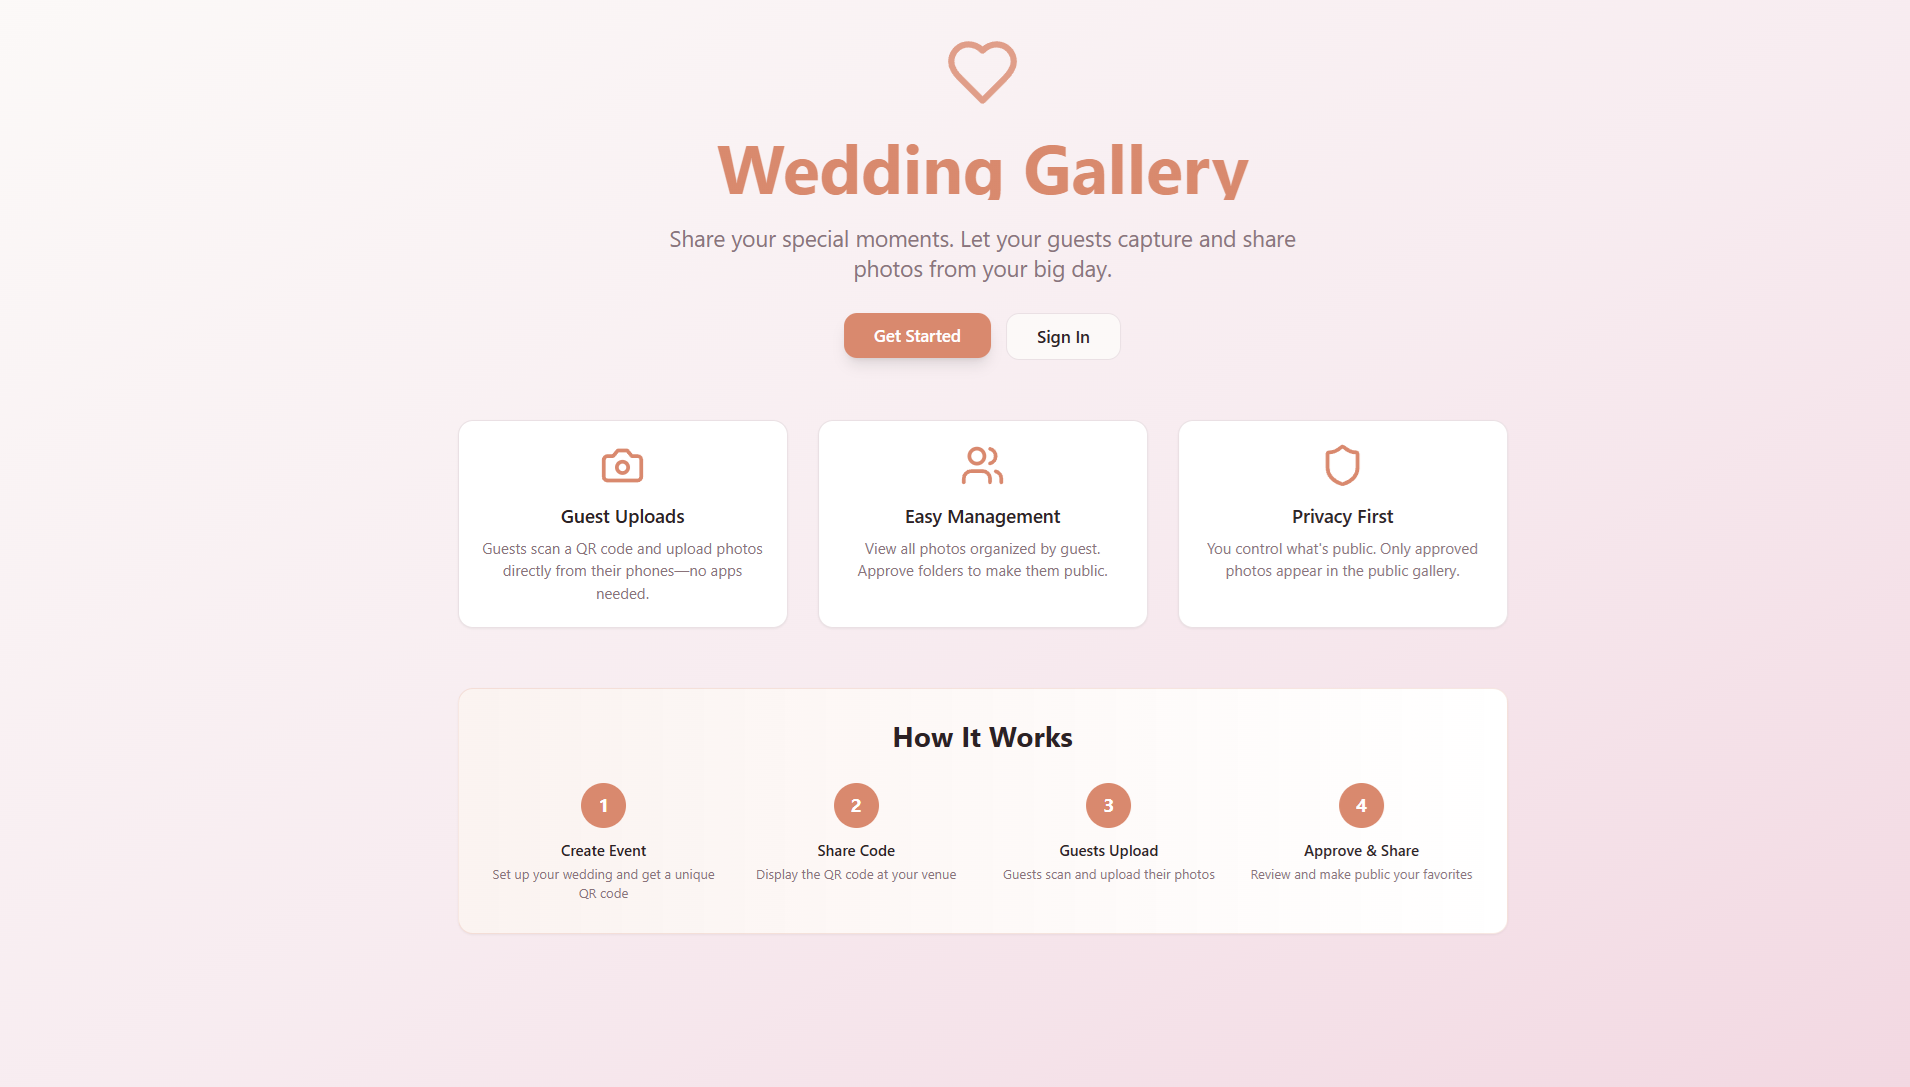 Wedding Gallery
Share your special moments. Let your guests capture and share
photos from your big day.
Get Started
Sign In
Guest Uploads
Guests scan a QR code and upload photos
directly from their phones—no apps
needed.
Easy Management
View all photos organized by guest.
Approve folders to make them public.
Privacy First
You control what's public. Only approved
photos appear in the public gallery.
How It Works
1
Create Event
Set up your wedding and get a unique
QR code
2
Share Code
Display the QR code at your venue
3
Guests Upload
Guests scan and upload their photos
4
Approve & Share
Review and make public your favorites